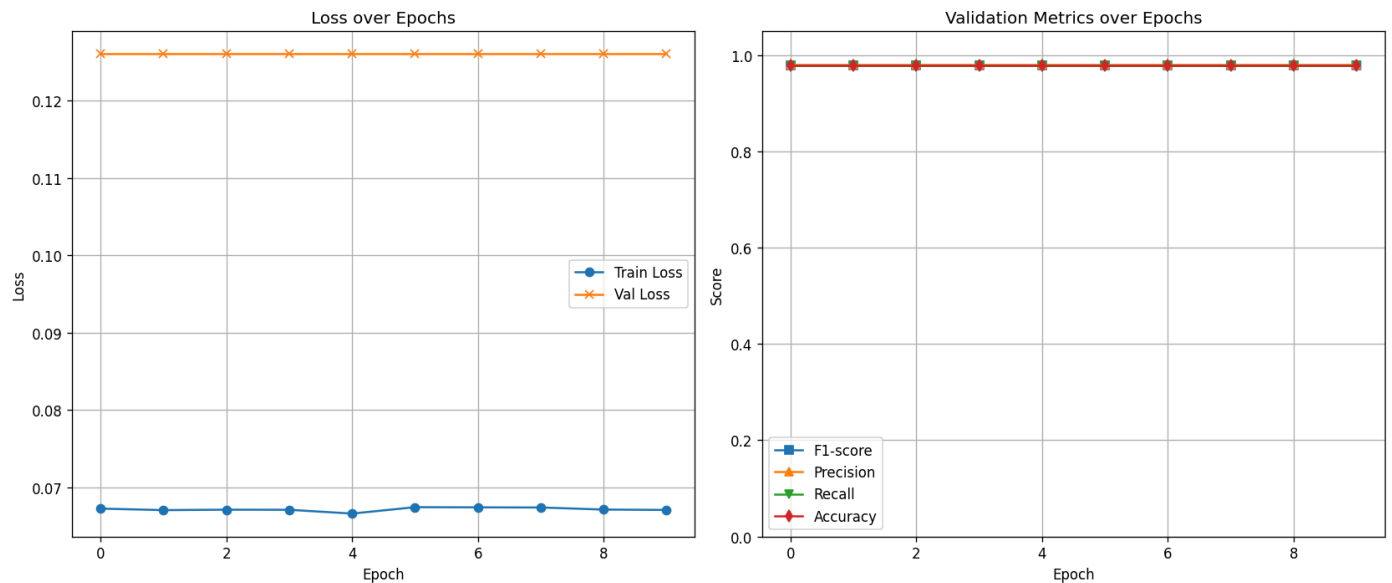 Loss over Epochs
0.12
0.11
0.10
0.09
0.08
0.07
Loss
Train Loss
Val Loss
0 2 4 6 8
Epoch
Validation Metrics over Epochs
1.0
0.8
0.6
0.4
0.2
0.0
Score
F1-score
Precision
Recall
Accuracy
0 2 4 6 8
Epoch